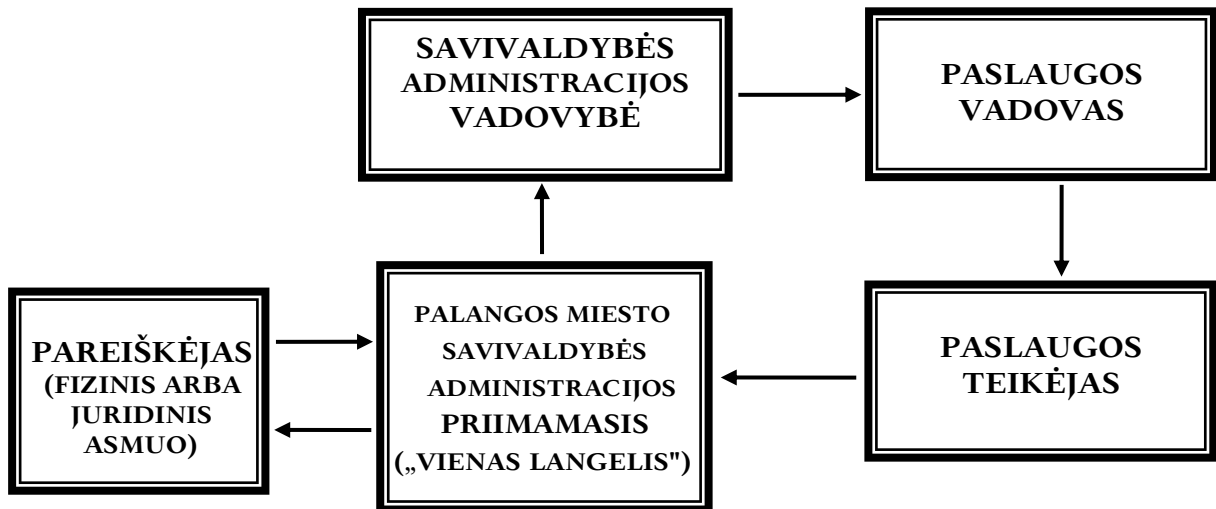 SAVIVALDYBĖS
ADMINISTRACIJOS
VADOVYBĖ
PASLAUGOS
VADOVAS
PAREIŠKĖJAS
(FIZINIS ARBA
JURIDINIS
ASMUO)
PALANGOS MIESTO
SAVIVALDYBĖS
ADMINISTRACIJOS
PRIIMAMASIS
(„VIENAS LANGELIS")
PASLAUGOS
TEIKĖJAS